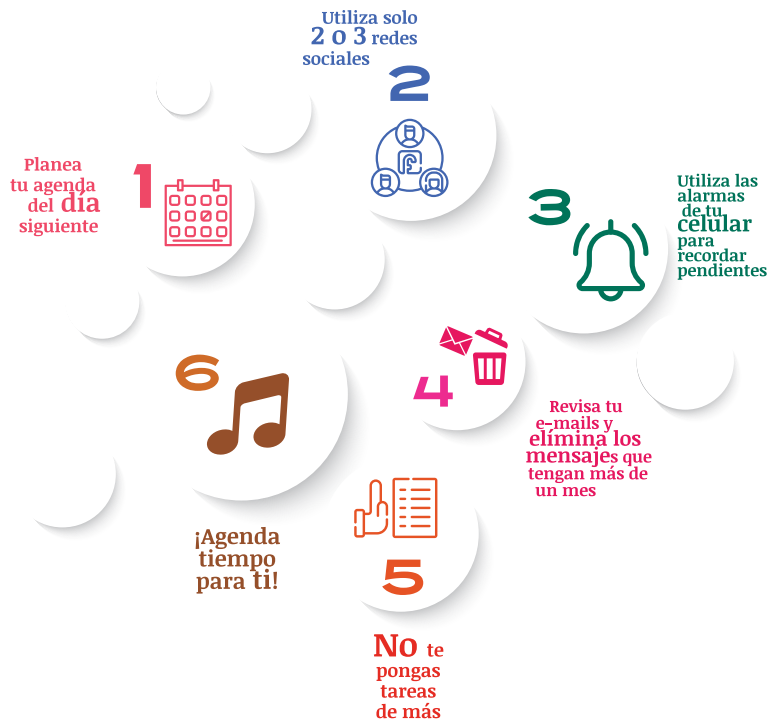 1
Planea
tu agenda
del día
siguiente
Utiliza solo
2 o 3 redes
sociales
2
3
Utiliza las
alarmas
de tu
celular
para
recordar
pendientes
4
Revisa tu
e-mails y
elímina los
mensajes que
tengan más de
un mes
5
No te
pongas
tareas
de más
6
¡Agenda
tiempo
para ti!